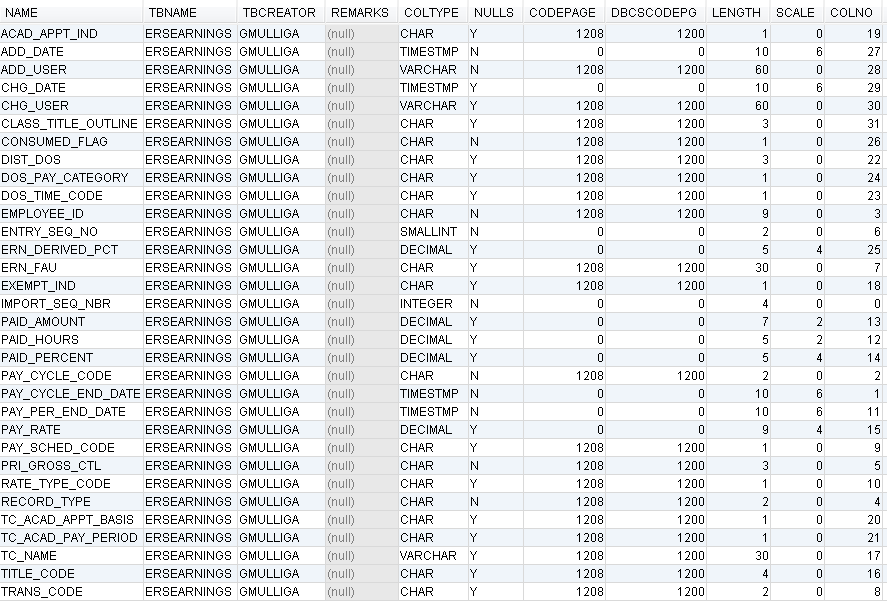 NAME TBNAME TBCREATOR REMARKS COLTYPE NULLS CODEPAGE DBCSCODEPG LENGTH SCALE COLNO
ACAD_APPT_IND ERSEARNINGS GMULLIGA (null) CHAR Y 1208 1200 1 0 19
ADD_DATE ERSEARNINGS GMULLIGA (null) TIMESTMP N 0 0 10 6 27
ADD_USER ERSEARNINGS GMULLIGA (null) VARCHAR N 1208 1200 60 0 28
CHG_DATE ERSEARNINGS GMULLIGA (null) TIMESTMP Y 0 0 10 6 29
CHG_USER ERSEARNINGS GMULLIGA (null) VARCHAR Y 1208 1200 60 0 30
CLASS_TITLE_OUTLINE ERSEARNINGS GMULLIGA (null) CHAR Y 1208 1200 3 0 31
CONSUMED_FLAG ERSEARNINGS GMULLIGA (null) CHAR N 1208 1200 1 0 26
DIST_DOS ERSEARNINGS GMULLIGA (null) CHAR Y 1208 1200 3 0 22
DOS_PAY_CATEGORY ERSEARNINGS GMULLIGA (null) CHAR Y 1208 1200 1 0 24
DOS_TIME_CODE ERSEARNINGS GMULLIGA (null) CHAR Y 1208 1200 1 0 23
EMPLOYEE_ID ERSEARNINGS GMULLIGA (null) CHAR N 1208 1200 9 0 3
ENTRY_SEQ_NO ERSEARNINGS GMULLIGA (null) SMALLINT N 0 0 2 0 6
ERN_DERIVED_PCT ERSEARNINGS GMULLIGA (null) DECIMAL Y 0 0 5 4 25
ERN_FAU ERSEARNINGS GMULLIGA (null) CHAR Y 1208 1200 30 0 7
EXEMPT_IND ERSEARNINGS GMULLIGA (null) CHAR Y 1208 1200 1 0 18
IMPORT_SEQ_NBR ERSEARNINGS GMULLIGA (null) INTEGER N 0 0 4 0 0
PAID_AMOUNT ERSEARNINGS GMULLIGA (null) DECIMAL Y 0 0 7 2 13
PAID_HOURS ERSEARNINGS GMULLIGA (null) DECIMAL Y 0 0 5 2 12
PAID_PERCENT ERSEARNINGS GMULLIGA (null) DECIMAL Y 0 0 5 4 14
PAY_CYCLE_CODE ERSEARNINGS GMULLIGA (null) CHAR N 1208 1200 2 0 2
PAY_CYCLE_END_DATE ERSEARNINGS GMULLIGA (null) TIMESTMP N 0 0 10 6 1
PAY_PER_END_DATE ERSEARNINGS GMULLIGA (null) TIMESTMP N 0 0 10 6 11
PAY_RATE ERSEARNINGS GMULLIGA (null) DECIMAL Y 0 0 9 4 15
PAY_SCHED_CODE ERSEARNINGS GMULLIGA (null) CHAR Y 1208 1200 1 0 9
PRI_GROSS_CTL ERSEARNINGS GMULLIGA (null) CHAR N 1208 1200 3 0 5
RATE_TYPE_CODE ERSEARNINGS GMULLIGA (null) CHAR Y 1208 1200 1 0 10
RECORD_TYPE ERSEARNINGS GMULLIGA (null) CHAR N 1208 1200 2 0 4
TC_ACAD_APPT_BASIS ERSEARNINGS GMULLIGA (null) CHAR Y 1208 1200 1 0 20
TC_ACAD_PAY_PERIOD ERSEARNINGS GMULLIGA (null) CHAR Y 1208 1200 1 0 21
TC_NAME ERSEARNINGS GMULLIGA (null) VARCHAR Y 1208 1200 30 0 17
TITLE_CODE ERSEARNINGS GMULLIGA (null) CHAR Y 1208 1200 4 0 16
TRANS_CODE ERSEARNINGS GMULLIGA (null) CHAR Y 1208 1200 2 0 8